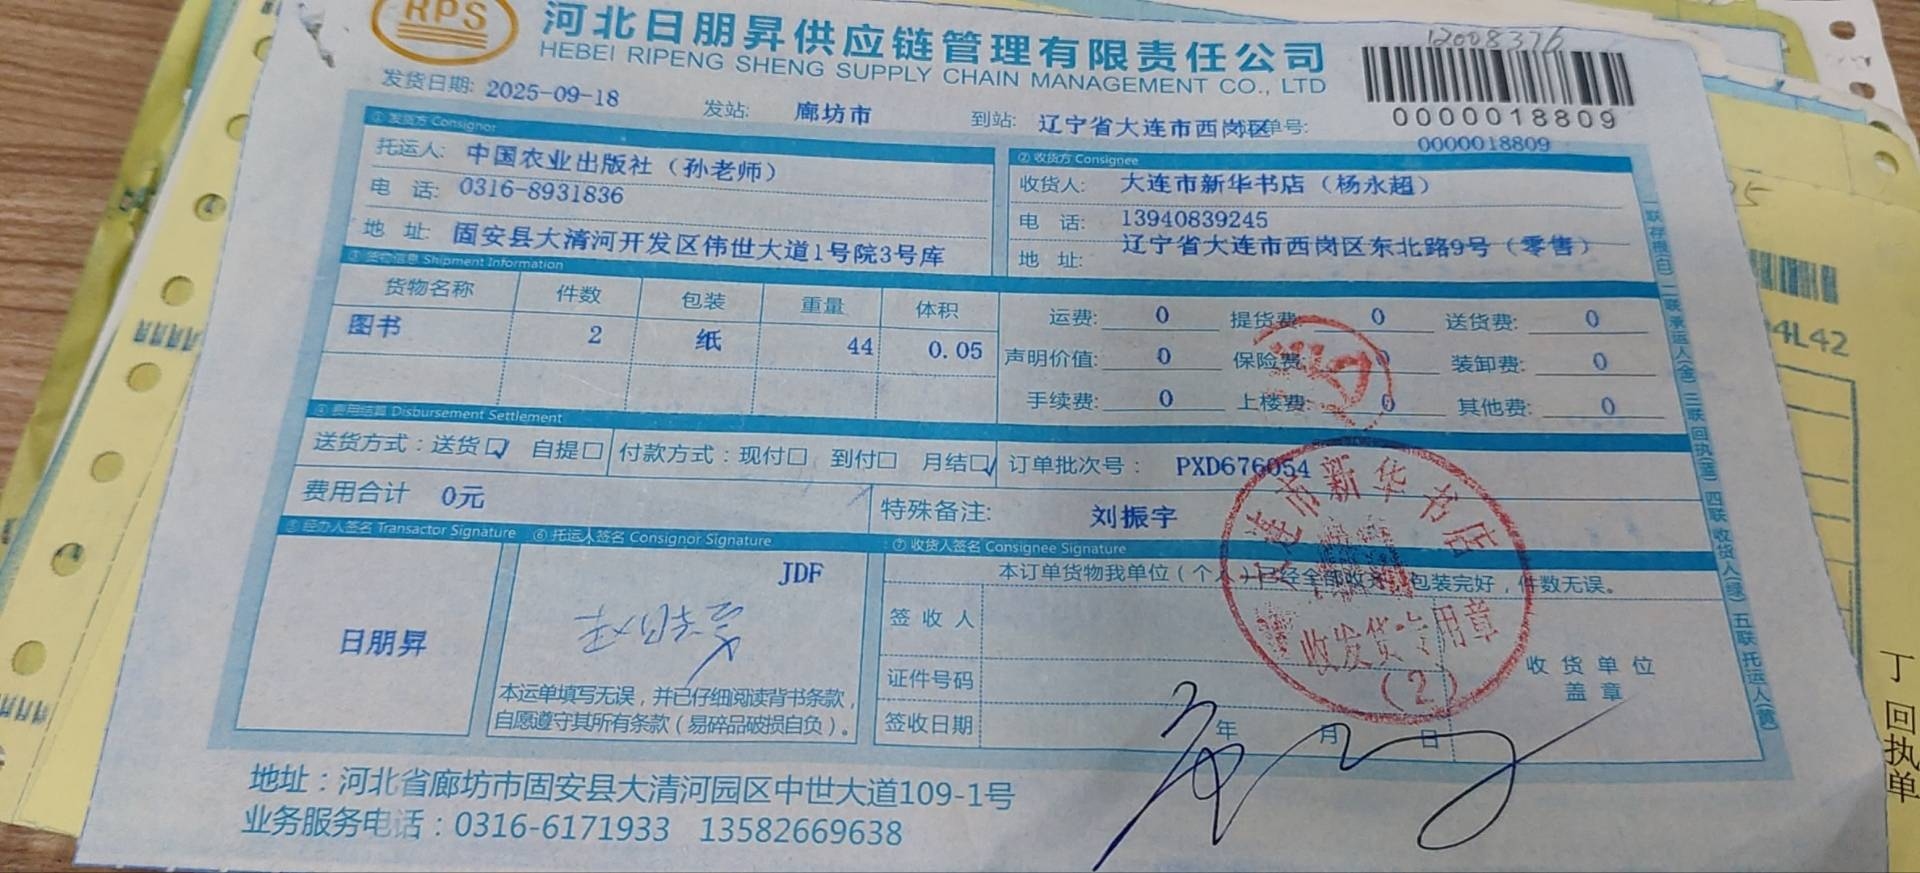 RPS
河北日朋昇供应链管理有限责任公司
HEBEI RIPENG SHENG SUPPLY CHAIN MANAGEMENT CO., LTD
12008376
0000018809
发货日期: 2025-09-18 发站: 廊坊市 到站: 辽宁省大连市西岗区 单号:
0000018809
① 发货方 Consignor
托运人: 中国农业出版社（孙老师）
电 话: 0316-8931836
地 址: 固安县大清河开发区伟世大道1号院3号库
② 收货方 Consignee
收货人: 大连市新华书店（杨永超）
电 话: 13940839245
地 址: 辽宁省大连市西岗区东北路9号（零售）
③ 货物信息 Shipment Information
货物名称 件数 包装 重量 体积
图书 2 纸 44 0.05
运费: 0 提货费: 0 送货费: 0
声明价值: 0 保险费: 0 装卸费: 0
手续费: 0 上楼费: 0 其他费: 0
④ 费用结算 Disbursement Settlement
送货方式：送货☑ 自提□ 付款方式：现付□ 到付□ 月结☑ 订单批次号： PXD676054
费用合计 0元 特殊备注: 刘振宇
⑤ 经办人签名 Transactor Signature ⑥ 托运人签名 Consignor Signature ⑦ 收货人签名 Consignee Signature
日朋昇
JDF
本运单填写无误，并已仔细阅读背书条款，
自愿遵守其所有条款（易碎品破损自负）。
本订单货物我单位（个人）已经全部收 包装完好，件数无误。
签 收 人
证件号码
签收日期 年 月 日
收 货 单 位
盖 章
大连市新华书店
收发货专用章
(2)
一联存根(白) 二联承运人(金) 三联回执(蓝) 四联收货人(绿) 五联托运人(黄)
地址：河北省廊坊市固安县大清河园区中世大道109-1号
业务服务电话：0316-6171933 13582669638
4L42
丁
回执单